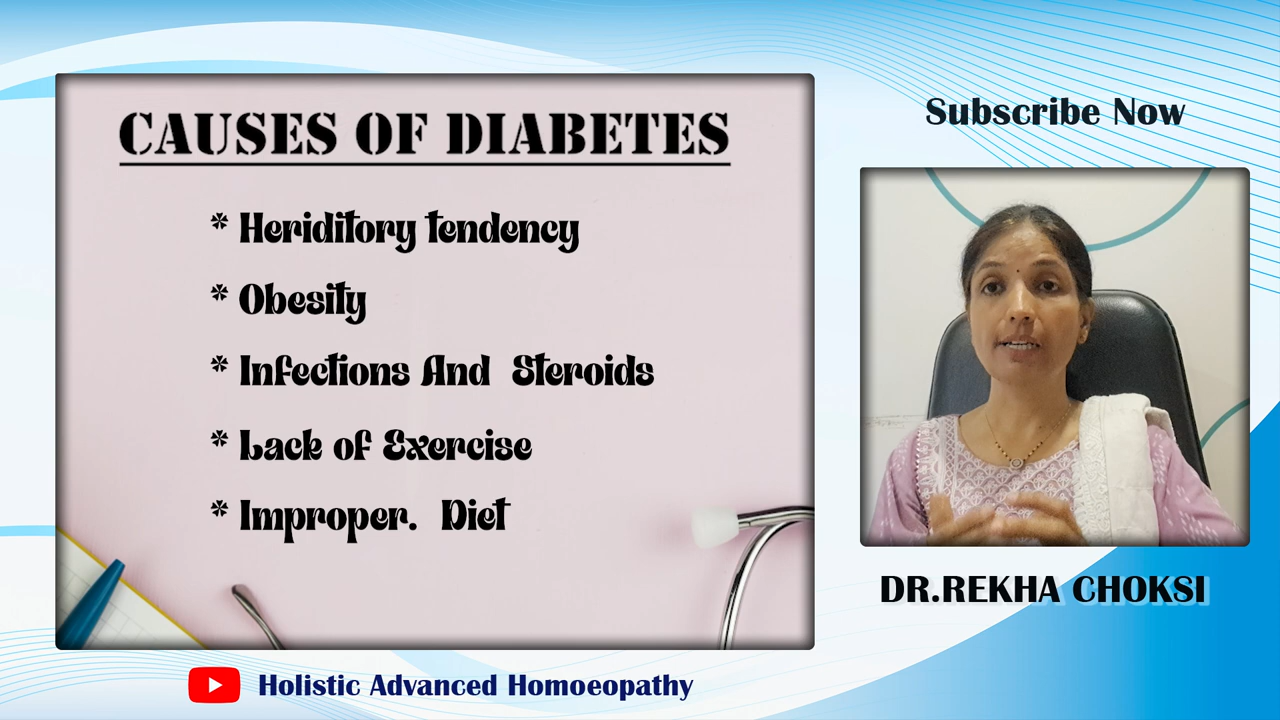 CAUSES OF DIABETES
* Heriditory tendency
* Obesity
* Infections And Steroids
* Lack of Exercise
* Improper. Diet
Subscribe Now
DR.REKHA CHOKSI
Holistic Advanced Homoeopathy